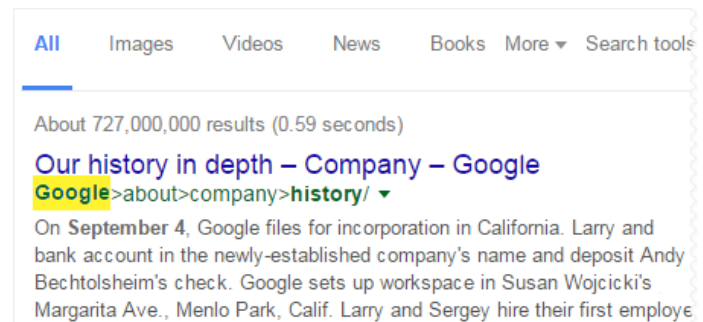 All Images Videos News Books More Search tools
About 727,000,000 results (0.59 seconds)
Our history in depth – Company – Google
Google>about>company>history/
On September 4, Google files for incorporation in California. Larry and
bank account in the newly-established company's name and deposit Andy
Bechtolsheim's check. Google sets up workspace in Susan Wojcicki's
Margarita Ave., Menlo Park, Calif. Larry and Sergey hire their first employe